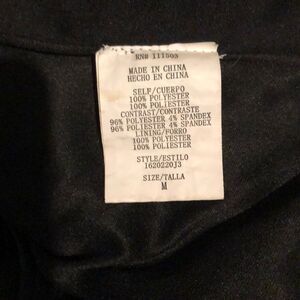 RN# 111605
MADE IN CHINA
HECHO EN CHINA
SELF/CUERPO
100% POLYESTER
100% POLIESTER
CONTRAST/CONTRASTE
96% POLYESTER 4% SPANDEX
96% POLIESTER 4% SPANDEX
LINING/FORRO
100% POLYESTER
100% POLIESTER
STYLE/ESTILO
1620220J3
SIZE/TALLA
M